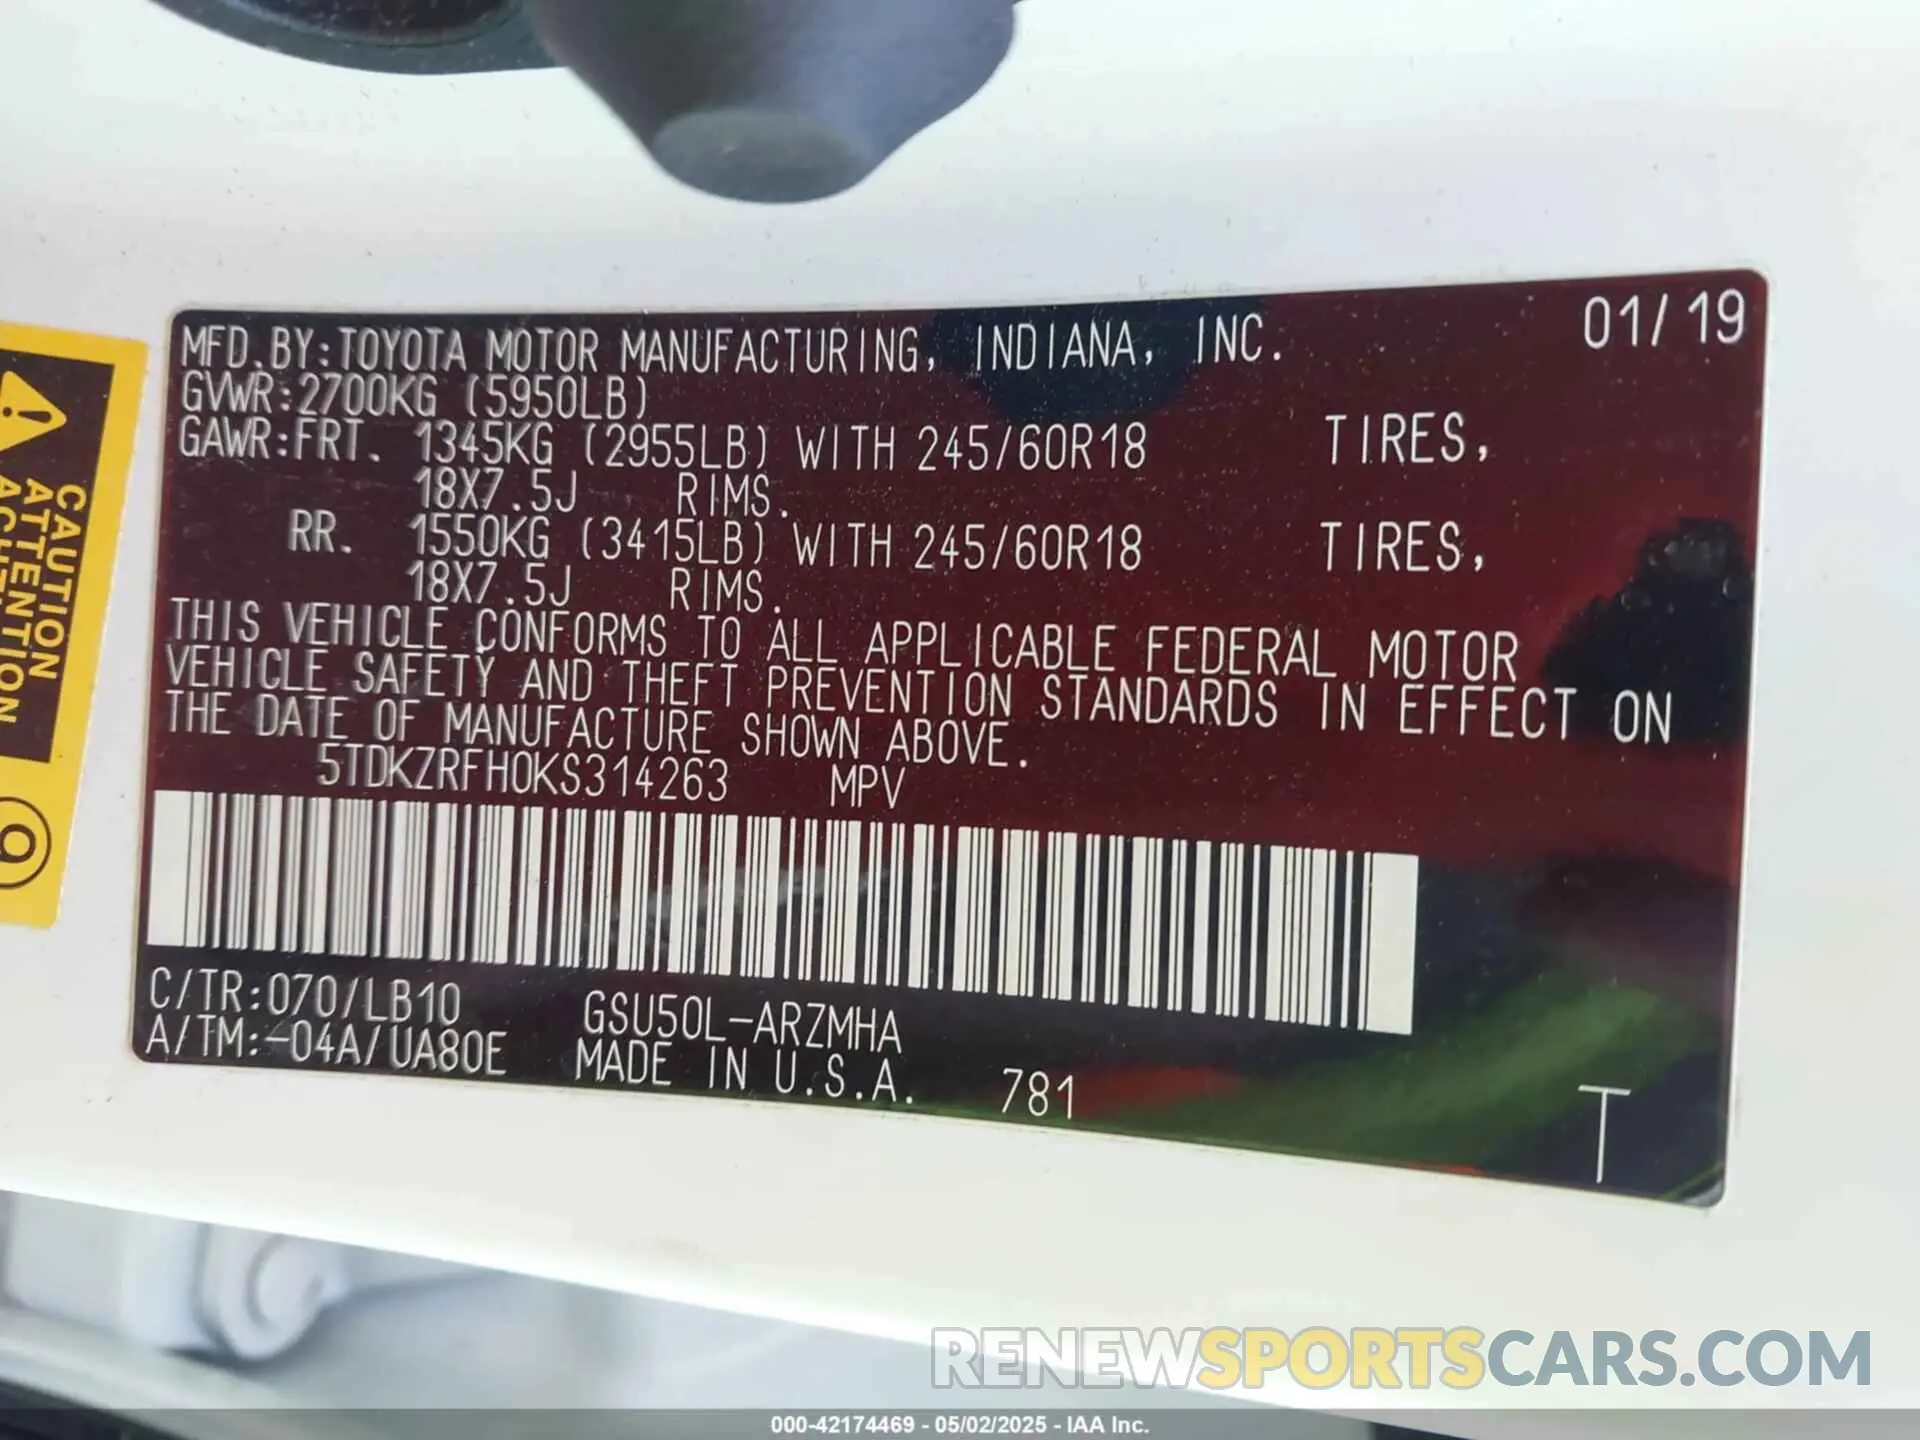 MFD.BY:TOYOTA MOTOR MANUFACTURING, INDIANA, INC. 01/19
GVWR:2700KG (5950LB)
GAWR:FRT. 1345KG (2955LB) WITH 245/60R18 TIRES,
18X7.5J RIMS.
RR. 1550KG (3415LB) WITH 245/60R18 TIRES,
18X7.5J RIMS.
THIS VEHICLE CONFORMS TO ALL APPLICABLE FEDERAL MOTOR
VEHICLE SAFETY AND THEFT PREVENTION STANDARDS IN EFFECT ON
THE DATE OF MANUFACTURE SHOWN ABOVE.
5TDKZRFH0KS314263 MPV
C/TR:070/LB10 GSU50L-ARZMHA
A/TM:-04A/UA80E MADE IN U.S.A. 781
T
CAUTION
ATTENTION
RENEWSPORTSCARS.COM
000-42174469 - 05/02/2025 - IAA Inc.